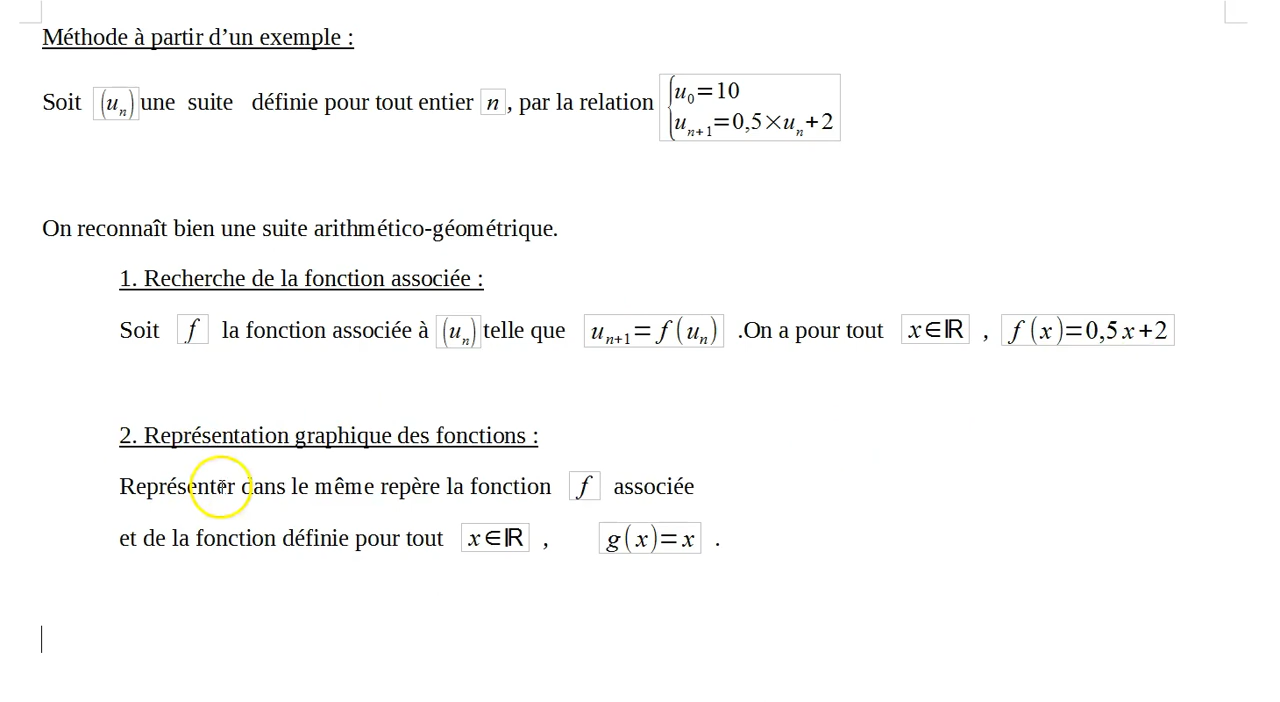 Méthode à partir d’un exemple :
Soit (uₙ) une suite définie pour tout entier n, par la relation {u₀=10
uₙ₊₁=0,5×uₙ+2
On reconnaît bien une suite arithmético-géométrique.
1. Recherche de la fonction associée :
Soit f la fonction associée à (uₙ) telle que uₙ₊₁=f(uₙ) .On a pour tout x∈ℝ , f(x)=0,5x+2
2. Représentation graphique des fonctions :
Représenter dans le même repère la fonction f associée
et de la fonction définie pour tout x∈ℝ , g(x)=x .